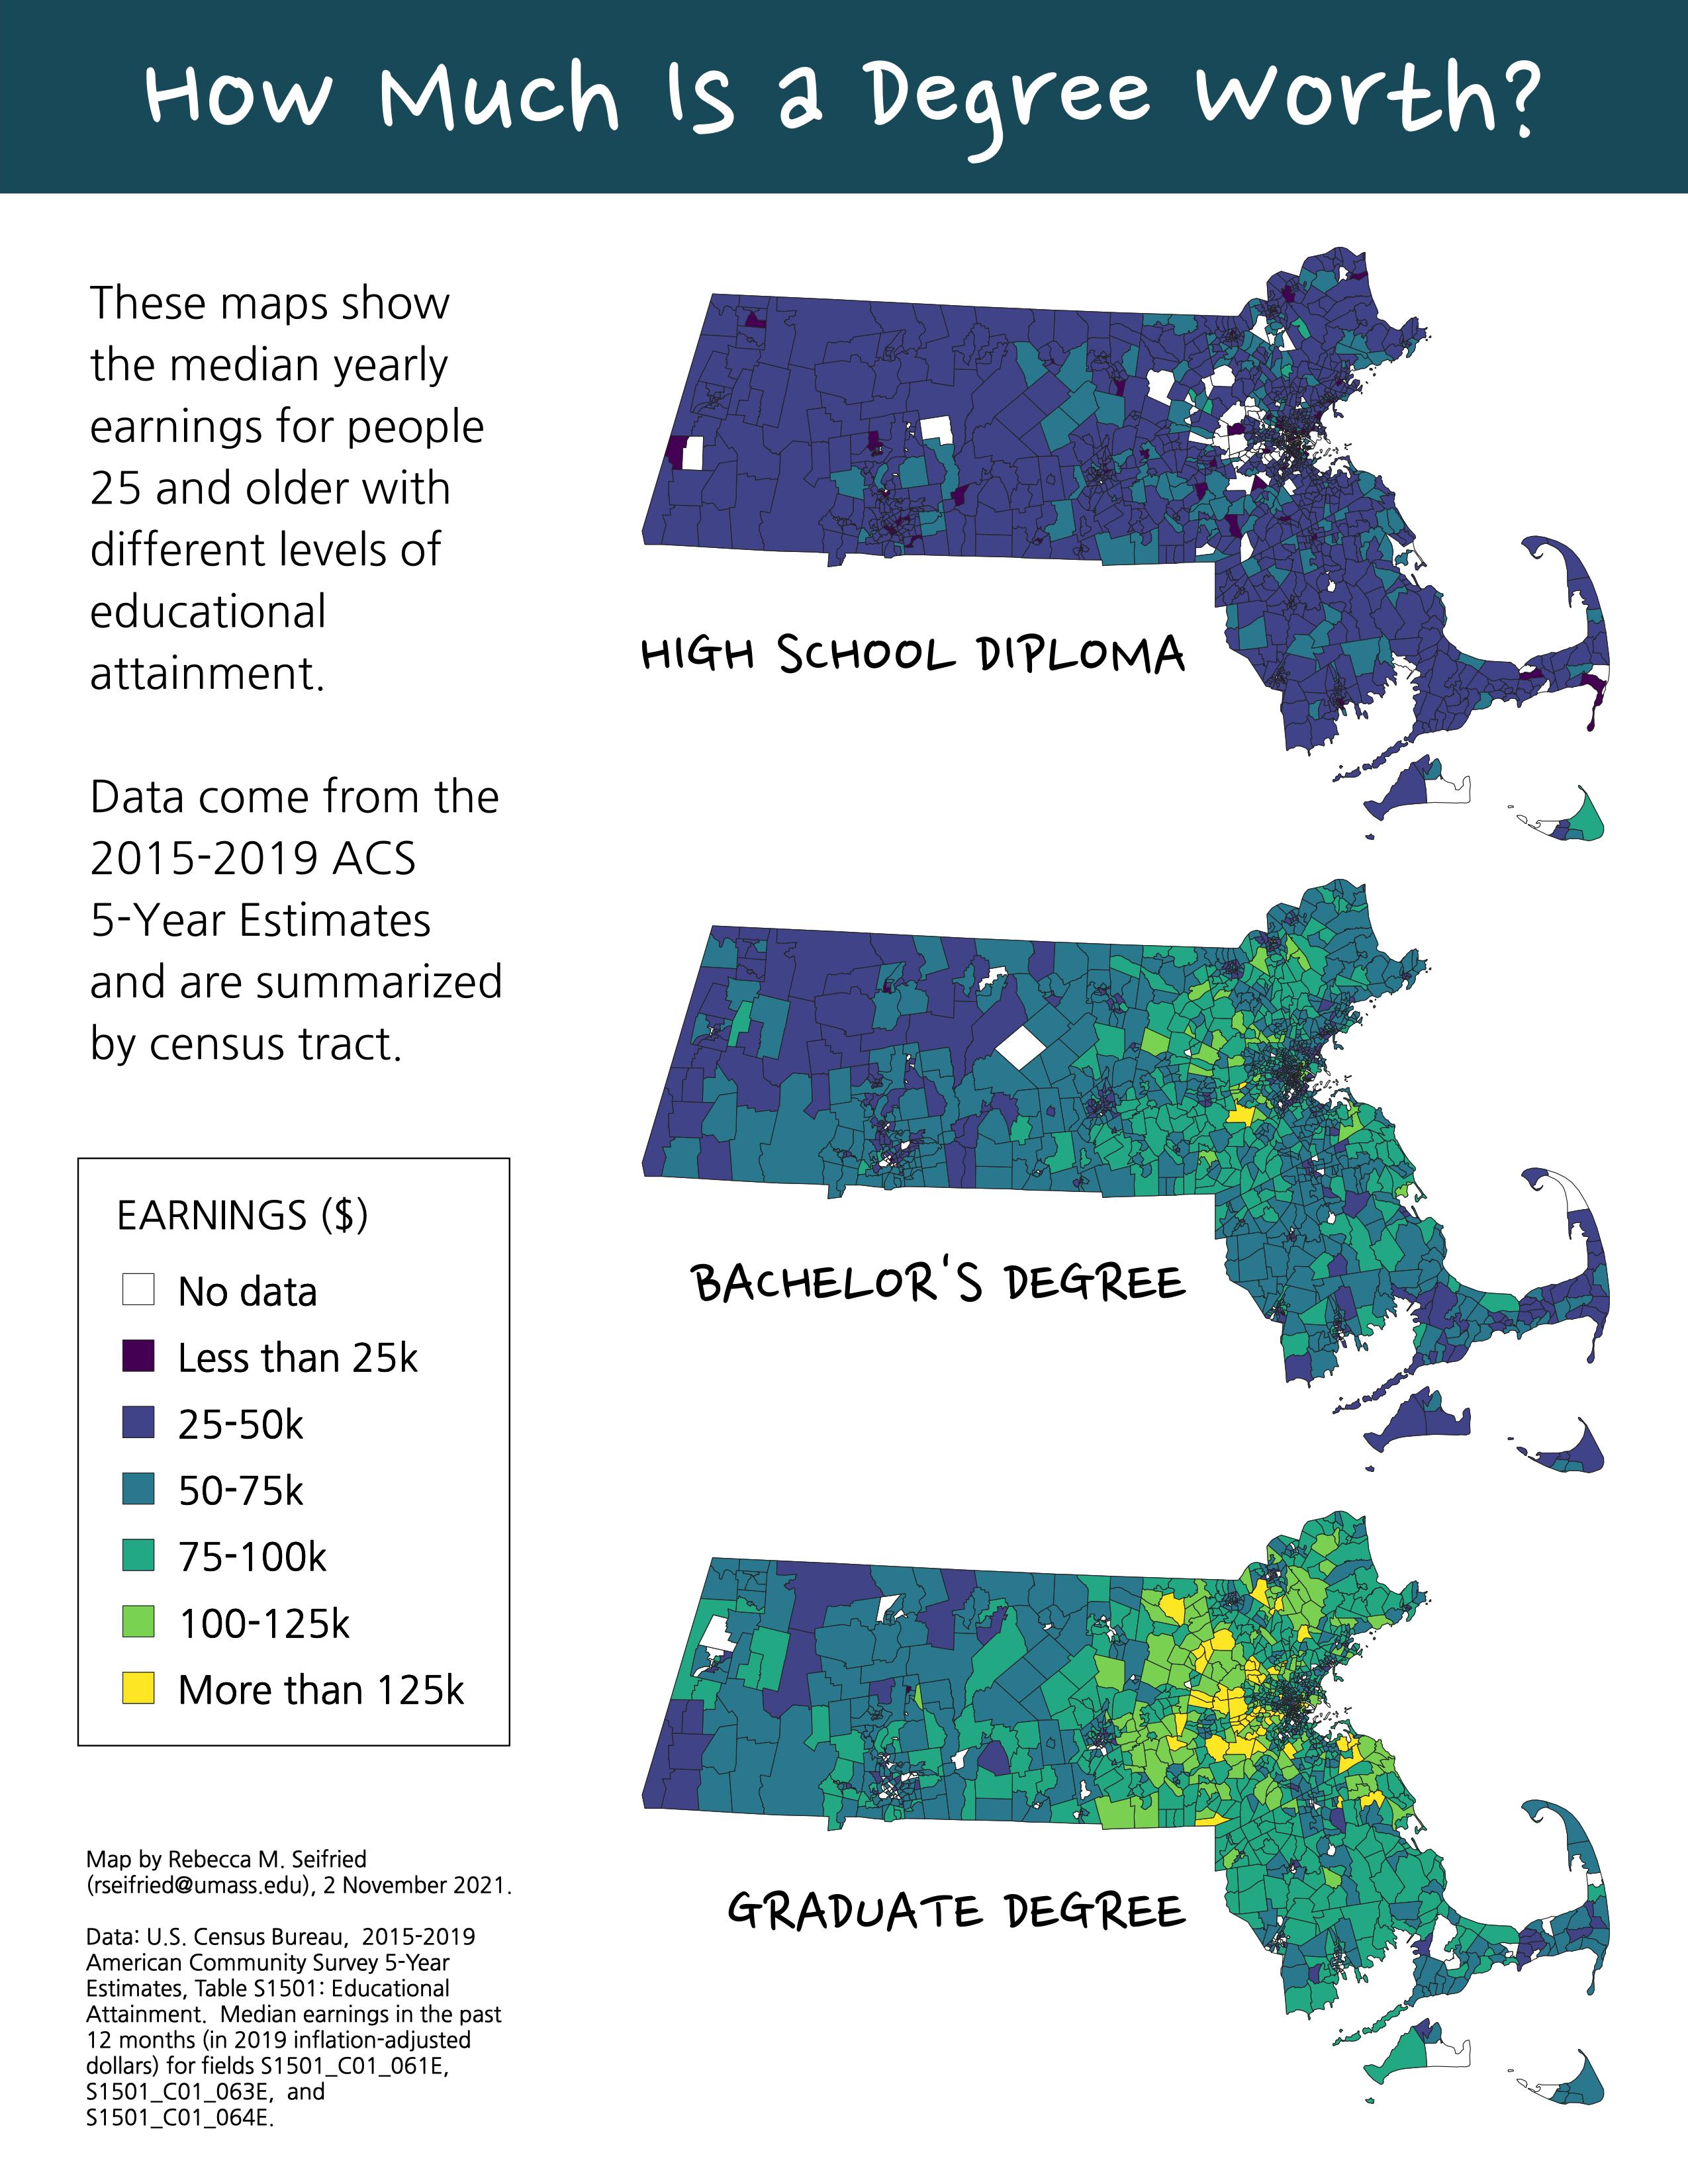 How Much Is a Degree Worth?
These maps show
the median yearly
earnings for people
25 and older with
different levels of
educational
attainment.
Data come from the
2015-2019 ACS
5-Year Estimates
and are summarized
by census tract.
EARNINGS ($)
No data
Less than 25k
25-50k
50-75k
75-100k
100-125k
More than 125k
HIGH SCHOOL DIPLOMA
BACHELOR'S DEGREE
GRADUATE DEGREE
Map by Rebecca M. Seifried
(rseifried@umass.edu), 2 November 2021.
Data: U.S. Census Bureau, 2015-2019
American Community Survey 5-Year
Estimates, Table S1501: Educational
Attainment. Median earnings in the past
12 months (in 2019 inflation-adjusted
dollars) for fields S1501_C01_061E,
S1501_C01_063E, and
S1501_C01_064E.